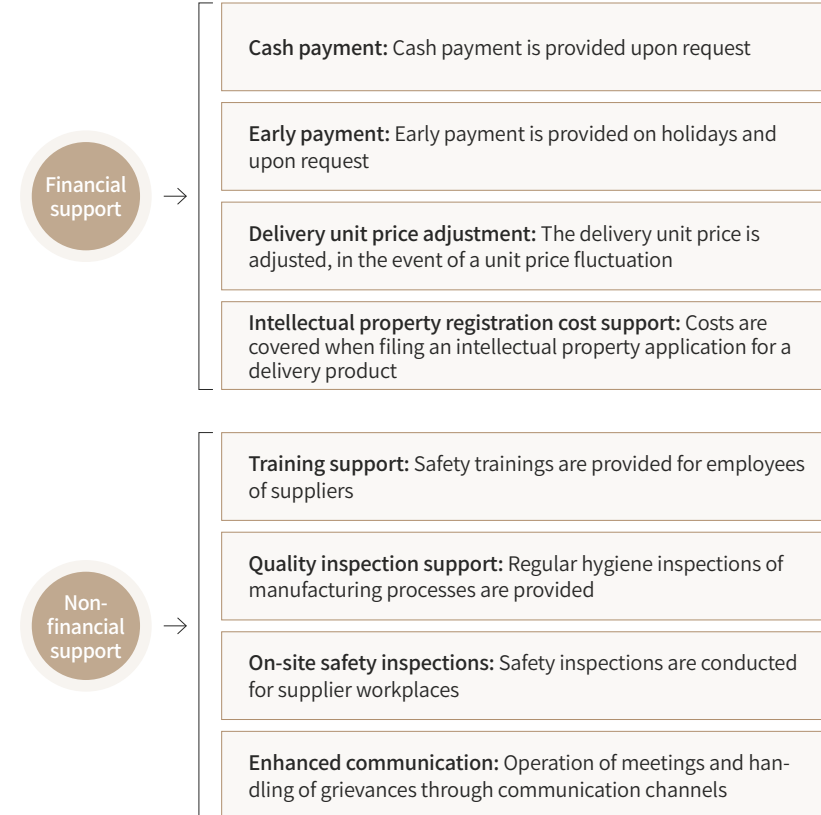 Financial
support
Cash payment: Cash payment is provided upon request
Early payment: Early payment is provided on holidays and
upon request
Delivery unit price adjustment: The delivery unit price is
adjusted, in the event of a unit price fluctuation
Intellectual property registration cost support: Costs are
covered when filing an intellectual property application for a
delivery product
Non-
financial
support
Training support: Safety trainings are provided for employees
of suppliers
Quality inspection support: Regular hygiene inspections of
manufacturing processes are provided
On-site safety inspections: Safety inspections are conducted
for supplier workplaces
Enhanced communication: Operation of meetings and han-
dling of grievances through communication channels